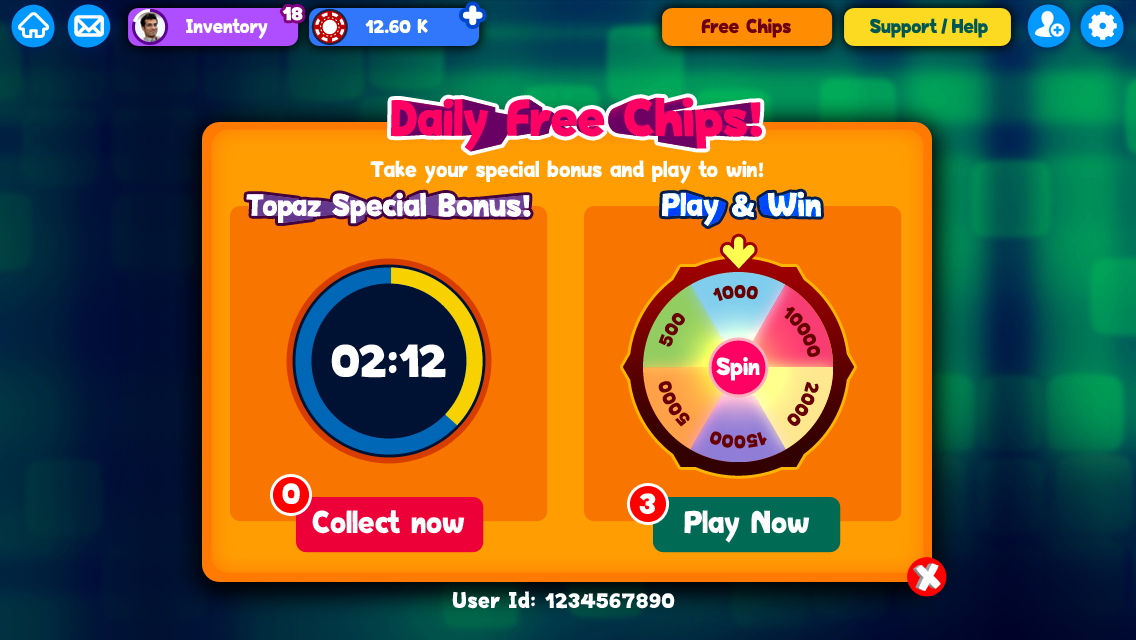 18
Inventory
12.60 K
Free Chips
Support / Help
Daily Free Chips!
Take your special bonus and play to win!
Topaz Special Bonus!
Play & Win
02:12
1000
10000
2000
15000
5000
500
Spin
0
Collect now
3
Play Now
X
User Id: 1234567890